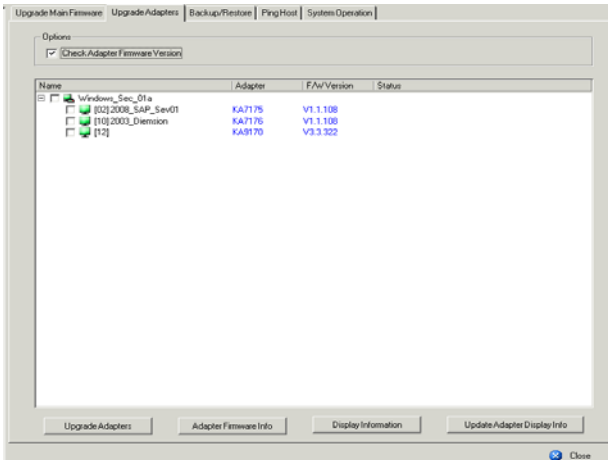 Upgrade Main Firmware Upgrade Adapters Backup/Restore Ping Host System Operation
Options
Check Adapter Firmware Version
Name Adapter F/W Version Status
Windows_Sec_01a
[02]2008_SAP_Sev01 KA7175 V1.1.108
[10]2003_Diemsion KA7176 V1.1.108
[12] KA9170 V3.3.322
Upgrade Adapters Adapter Firmware Info Display Information Update Adapter Display Info
Close